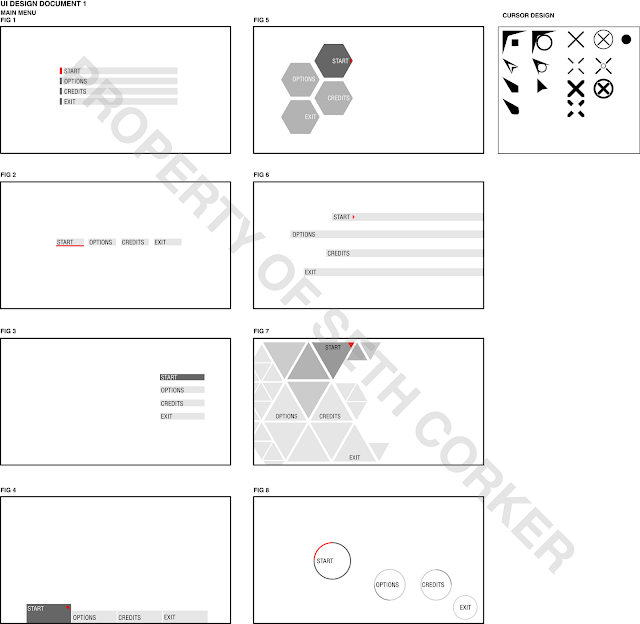 UI DESIGN DOCUMENT 1
MAIN MENU
FIG 1
START
OPTIONS
CREDITS
EXIT
FIG 5
START
OPTIONS
CREDITS
EXIT
CURSOR DESIGN
FIG 2
START OPTIONS CREDITS EXIT
FIG 6
START
OPTIONS
CREDITS
EXIT
FIG 3
START
OPTIONS
CREDITS
EXIT
FIG 7
START
OPTIONS CREDITS
EXIT
FIG 4
START
OPTIONS CREDITS EXIT
FIG 8
START
OPTIONS CREDITS
EXIT
PROPERTY OF SETH CORKER